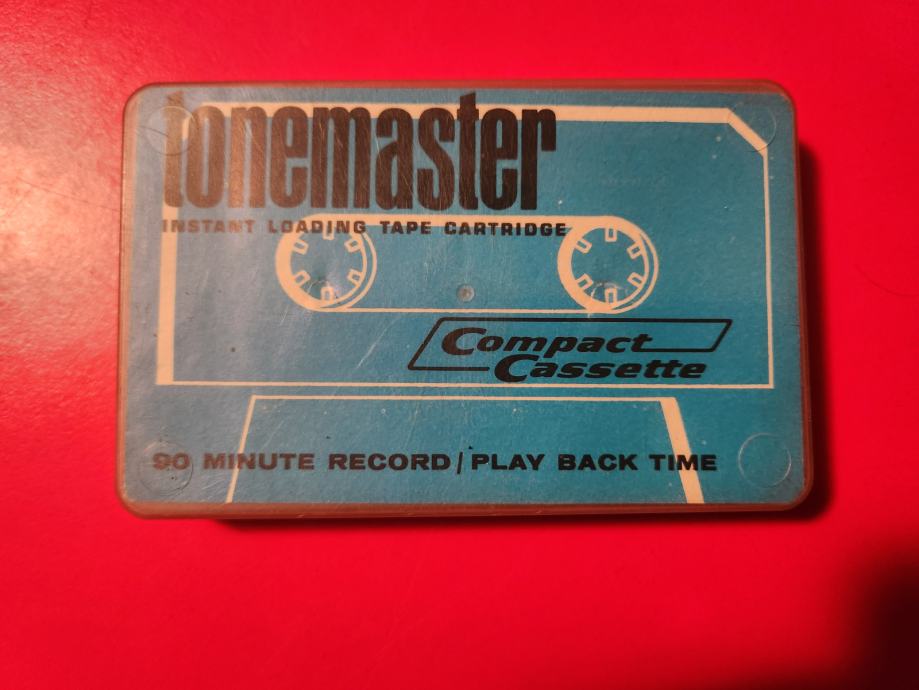 tonemaster
INSTANT LOADING TAPE CARTRIDGE
Compact
Cassette
90 MINUTE RECORD/PLAY BACK TIME